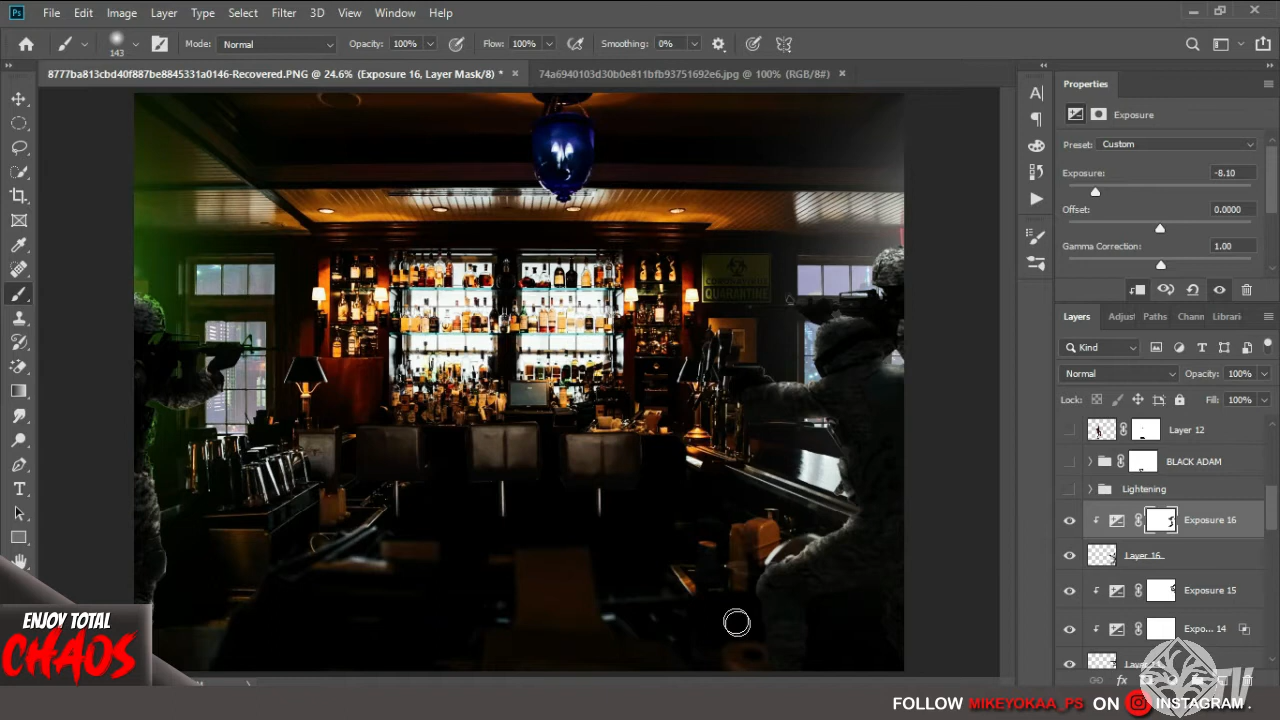 Ps File Edit Image Layer Type Select Filter 3D View Window Help
143 Mode: Normal Opacity: 100% Flow: 100% Smoothing: 0%
8777ba813cbd40f887be8845331a0146-Recovered.PNG @ 24.6% (Exposure 16, Layer Mask/8) *
74a6940103d30b0e811bfb93751692e6.jpg @ 100% (RGB/8#)
Properties
Exposure
Preset: Custom
Exposure: -8.10
Offset: 0.0000
Gamma Correction: 1.00
Layers Adjust Paths Chann Librari
Kind
Normal Opacity: 100%
Lock: Fill: 100%
Layer 12
BLACK ADAM
Lightening
Exposure 16
Layer 16
Exposure 15
Expo... 14
QUARANTINE
ENJOY TOTAL
CHAOS
FOLLOW MIKEYOKAA_PS ON INSTAGRAM .